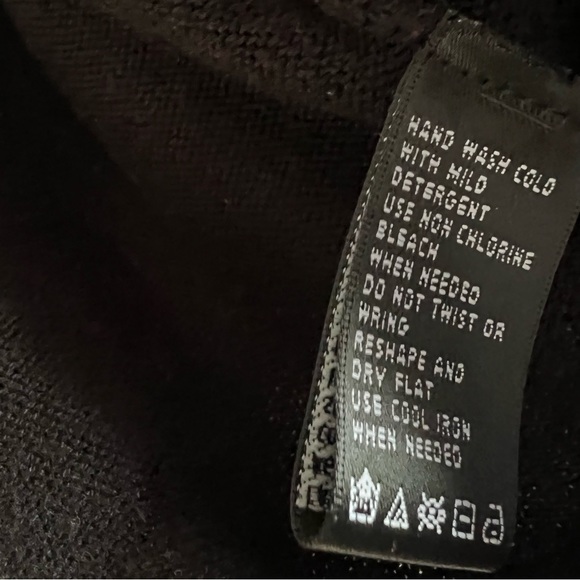 HAND WASH COLD
WITH MILD
DETERGENT
USE NON CHLORINE
BLEACH
WHEN NEEDED
DO NOT TWIST OR
WRING
RESHAPE AND
DRY FLAT
USE COOL IRON
WHEN NEEDED